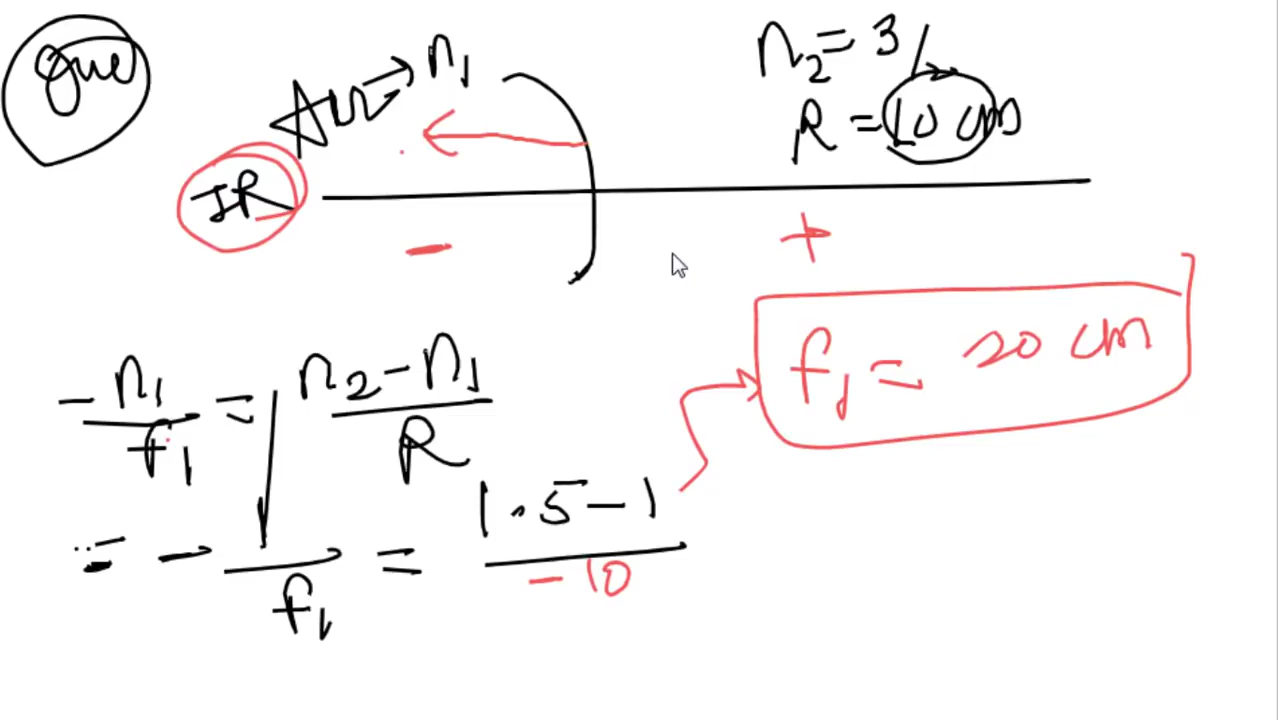 Que
Air → n1
n2 = 3/2
R = 10 cm
IR
-
+
-n1/f1 = n2 - n1/R
f1 = 20 cm
= - 1/f1 = 1.5 - 1/-10